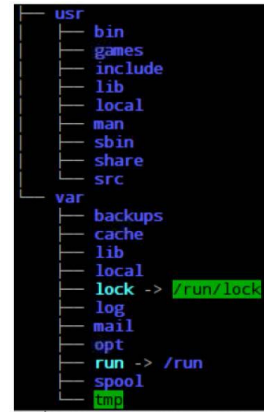 usr
bin
games
include
lib
local
man
sbin
share
src
var
backups
cache
lib
local
lock -> /run/lock
log
mail
opt
run -> /run
spool
tmp